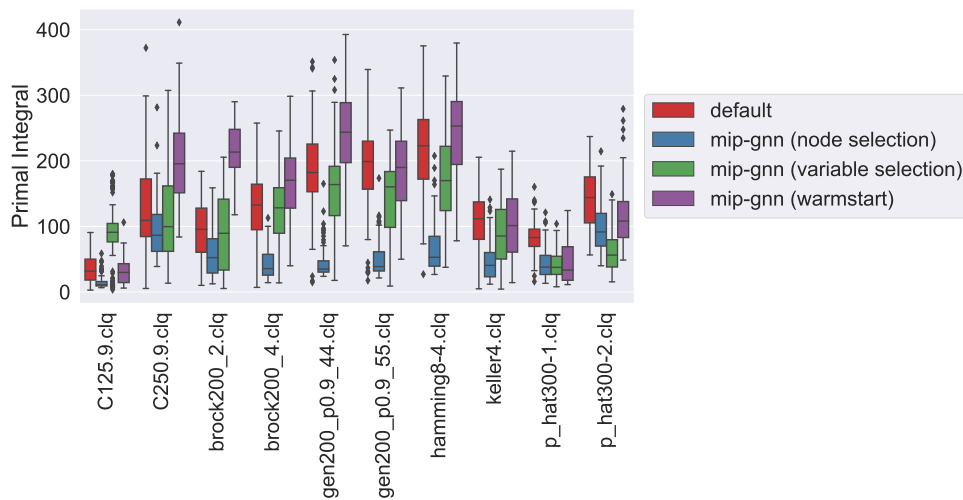 400
300
200
100
0
Primal Integral
C125.9.clq
C250.9.clq
brock200_2.clq
brock200_4.clq
gen200_p0.9_44.clq
gen200_p0.9_55.clq
hamming8-4.clq
keller4.clq
p_hat300-1.clq
p_hat300-2.clq
default
mip-gnn (node selection)
mip-gnn (variable selection)
mip-gnn (warmstart)